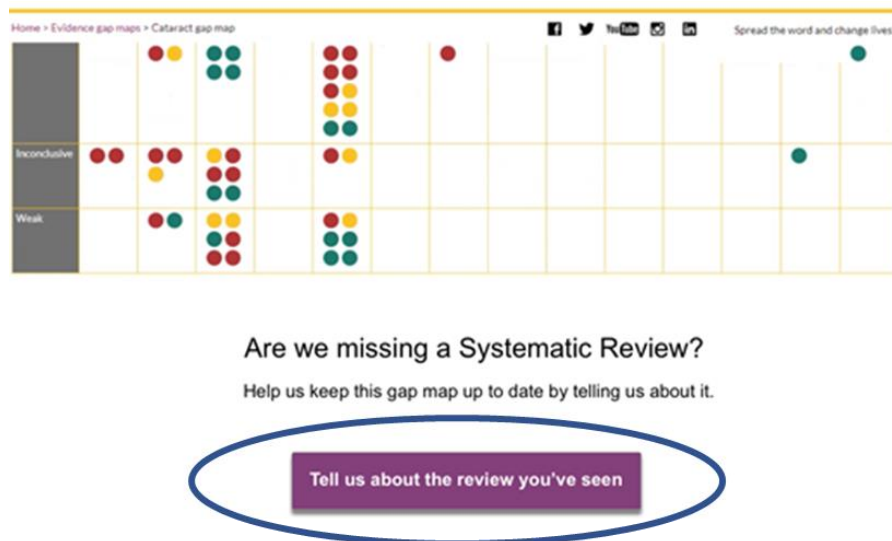 Home > Evidence gap maps > Cataract gap map
YouTube
Spread the word and change lives
Inconclusive
Weak
Are we missing a Systematic Review?
Help us keep this gap map up to date by telling us about it.
Tell us about the review you've seen